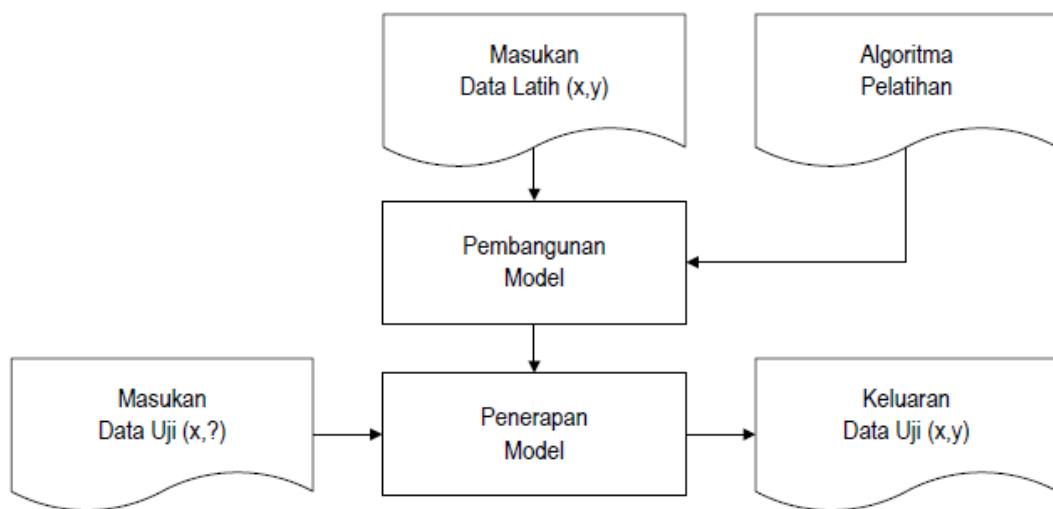 Masukan
Data Latih (x,y)
Algoritma
Pelatihan
Pembangunan
Model
Masukan
Data Uji (x,?)
Penerapan
Model
Keluaran
Data Uji (x,y)